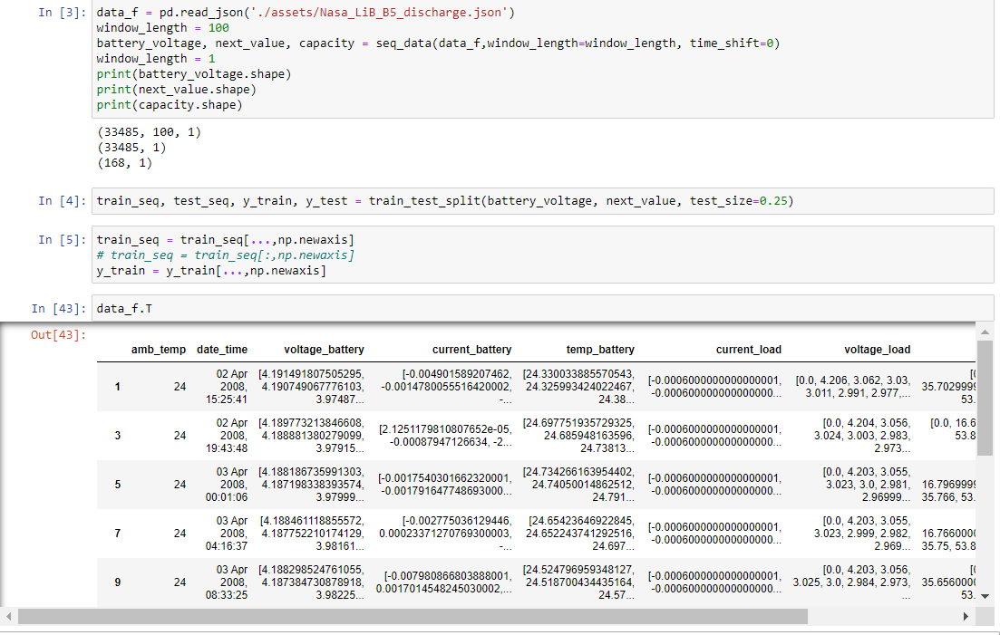 In [3]: data_f = pd.read_json('./assets/Nasa_LiB_B5_discharge.json')
window_length = 100
battery_voltage, next_value, capacity = seq_data(data_f,window_length=window_length, time_shift=0)
window_length = 1
print(battery_voltage.shape)
print(next_value.shape)
print(capacity.shape)
(33485, 100, 1)
(33485, 1)
(168, 1)
In [4]: train_seq, test_seq, y_train, y_test = train_test_split(battery_voltage, next_value, test_size=0.25)
In [5]: train_seq = train_seq[...,np.newaxis]
# train_seq = train_seq[:,np.newaxis]
y_train = y_train[...,np.newaxis]
In [43]: data_f.T
Out[43]:
amb_temp date_time voltage_battery current_battery temp_battery current_load voltage_load
02 Apr [4.191491807505295, [-0.004901589207462, [24.330033885570543, [-0.0006000000000000001, [0.0, 4.206, 3.062, 3.03, [0
1 24 2008, 4.190749067776103, -0.0014780055516420002, 24.325993424022467, -0.000600000000000000... 3.011, 2.991, 2.977,... 35.7029999
15:25:41 3.97487... -... 24.38... 53.
02 Apr [4.189773213846608, [2.1251179810807652e-05, [24.697751935729325, [-0.0006000000000000001, [0.0, 4.204, 3.056, [0.0, 16.6
3 24 2008, 4.188881380279099, -0.00087947126634, -2... 24.685948163596, -0.000600000000000000... 3.024, 3.003, 2.983, 53.8
19:43:48 3.97915... 24.73813... 2.973...
03 Apr [4.188186735991303, [-0.0017540301662320001, [24.734266163954402, [-0.0006000000000000001, [0.0, 4.203, 3.055, 16.7969999
5 24 2008, 4.187198338393574, -0.001791647748693000... 24.74050014862512, -0.000600000000000000... 3.023, 3.0, 2.981, 35.766, 53.
00:01:06 3.97999... 24.791... 2.96999...
03 Apr [4.188461118855572, [-0.002775036129446, [24.65423646922845, [-0.0006000000000000001, [0.0, 4.203, 3.055, 16.7660000
7 24 2008, 4.187752210174129, 0.00023371270769300003, 24.652243741292516, -0.000600000000000000... 3.023, 2.999, 2.982, 35.75, 53.8
04:16:37 3.98161... -... 24.697... 2.969...
03 Apr [4.188298524761055, [-0.007980866803888001, [24.524796959348127, [-0.0006000000000000001, [0.0, 4.203, 3.056, [0
9 24 2008, 4.187384730878918, 0.0017014548245030002,... 24.518700434435164, -0.000600000000000000... 3.025, 3.0, 2.984, 2.973, 35.6560000
08:33:25 3.98225... 24.57... ... 53.